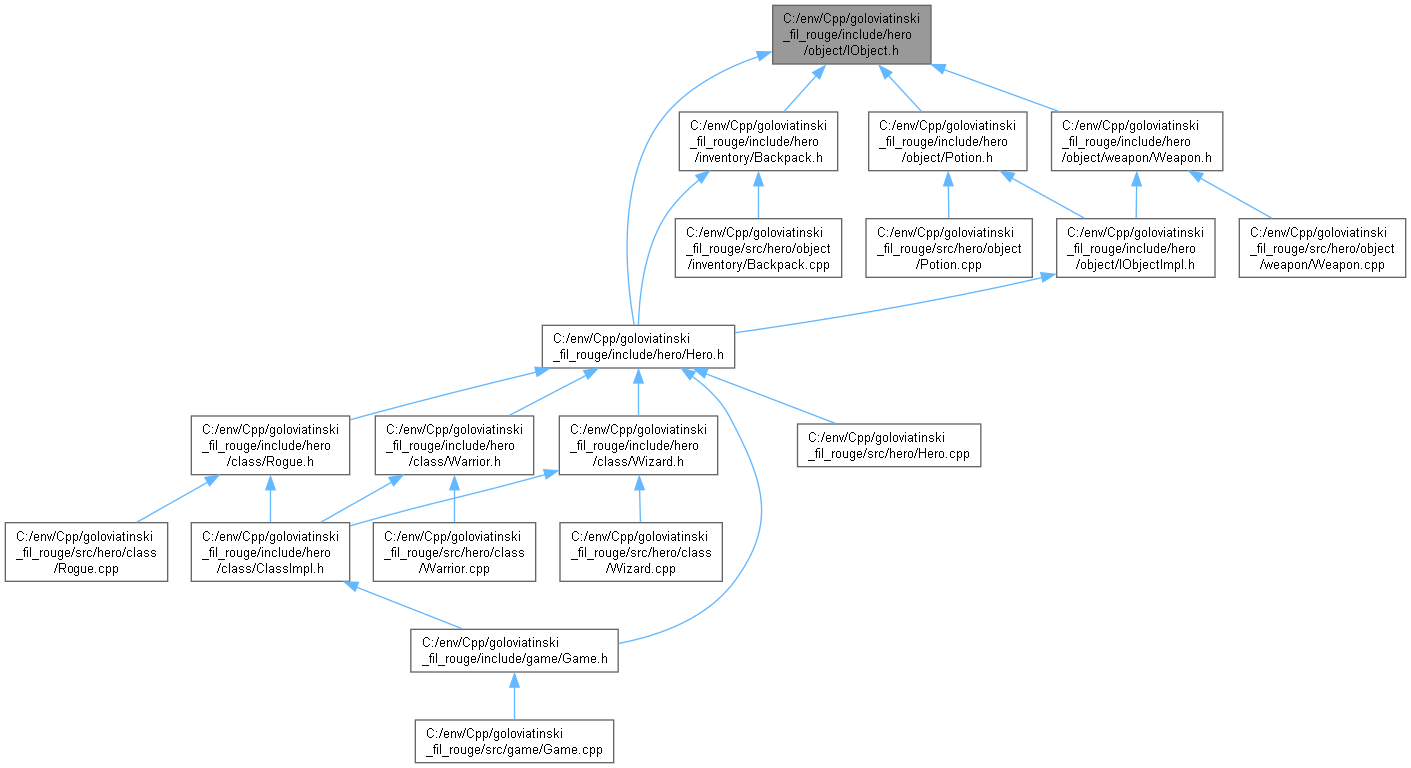 C:/env/Cpp/goloviatinski
_fil_rouge/include/hero
/object/IObject.h
C:/env/Cpp/goloviatinski
_fil_rouge/include/hero
/inventory/Backpack.h
C:/env/Cpp/goloviatinski
_fil_rouge/include/hero
/object/Potion.h
C:/env/Cpp/goloviatinski
_fil_rouge/include/hero
/object/weapon/Weapon.h
C:/env/Cpp/goloviatinski
_fil_rouge/src/hero/object
/inventory/Backpack.cpp
C:/env/Cpp/goloviatinski
_fil_rouge/src/hero/object
/Potion.cpp
C:/env/Cpp/goloviatinski
_fil_rouge/include/hero
/object/IObjectImpl.h
C:/env/Cpp/goloviatinski
_fil_rouge/src/hero/object
/weapon/Weapon.cpp
C:/env/Cpp/goloviatinski
_fil_rouge/include/hero/Hero.h
C:/env/Cpp/goloviatinski
_fil_rouge/include/hero
/class/Rogue.h
C:/env/Cpp/goloviatinski
_fil_rouge/include/hero
/class/Warrior.h
C:/env/Cpp/goloviatinski
_fil_rouge/include/hero
/class/Wizard.h
C:/env/Cpp/goloviatinski
_fil_rouge/src/hero/Hero.cpp
C:/env/Cpp/goloviatinski
_fil_rouge/src/hero/class
/Rogue.cpp
C:/env/Cpp/goloviatinski
_fil_rouge/include/hero
/class/ClassImpl.h
C:/env/Cpp/goloviatinski
_fil_rouge/src/hero/class
/Warrior.cpp
C:/env/Cpp/goloviatinski
_fil_rouge/src/hero/class
/Wizard.cpp
C:/env/Cpp/goloviatinski
_fil_rouge/include/game/Game.h
C:/env/Cpp/goloviatinski
_fil_rouge/src/game/Game.cpp